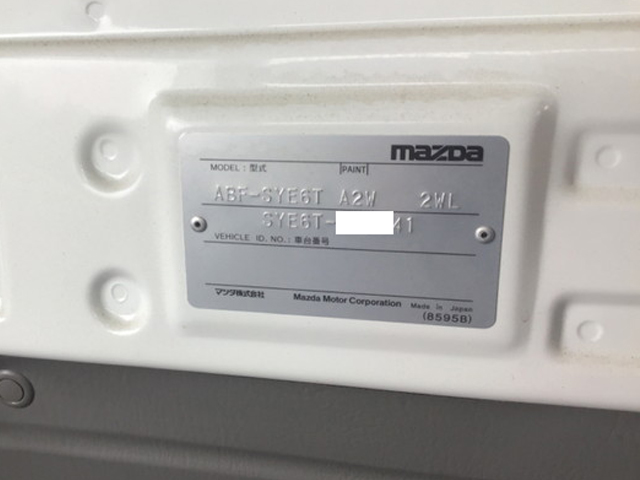 mazda
MODEL : 型式 |PAINT|
ABF-SYE6T A2W 2WL
SYE6T- 41
VEHICLE ID. NO. : 車台番号
マツダ株式会社 Mazda Motor Corporation Made in Japan
(8595B)